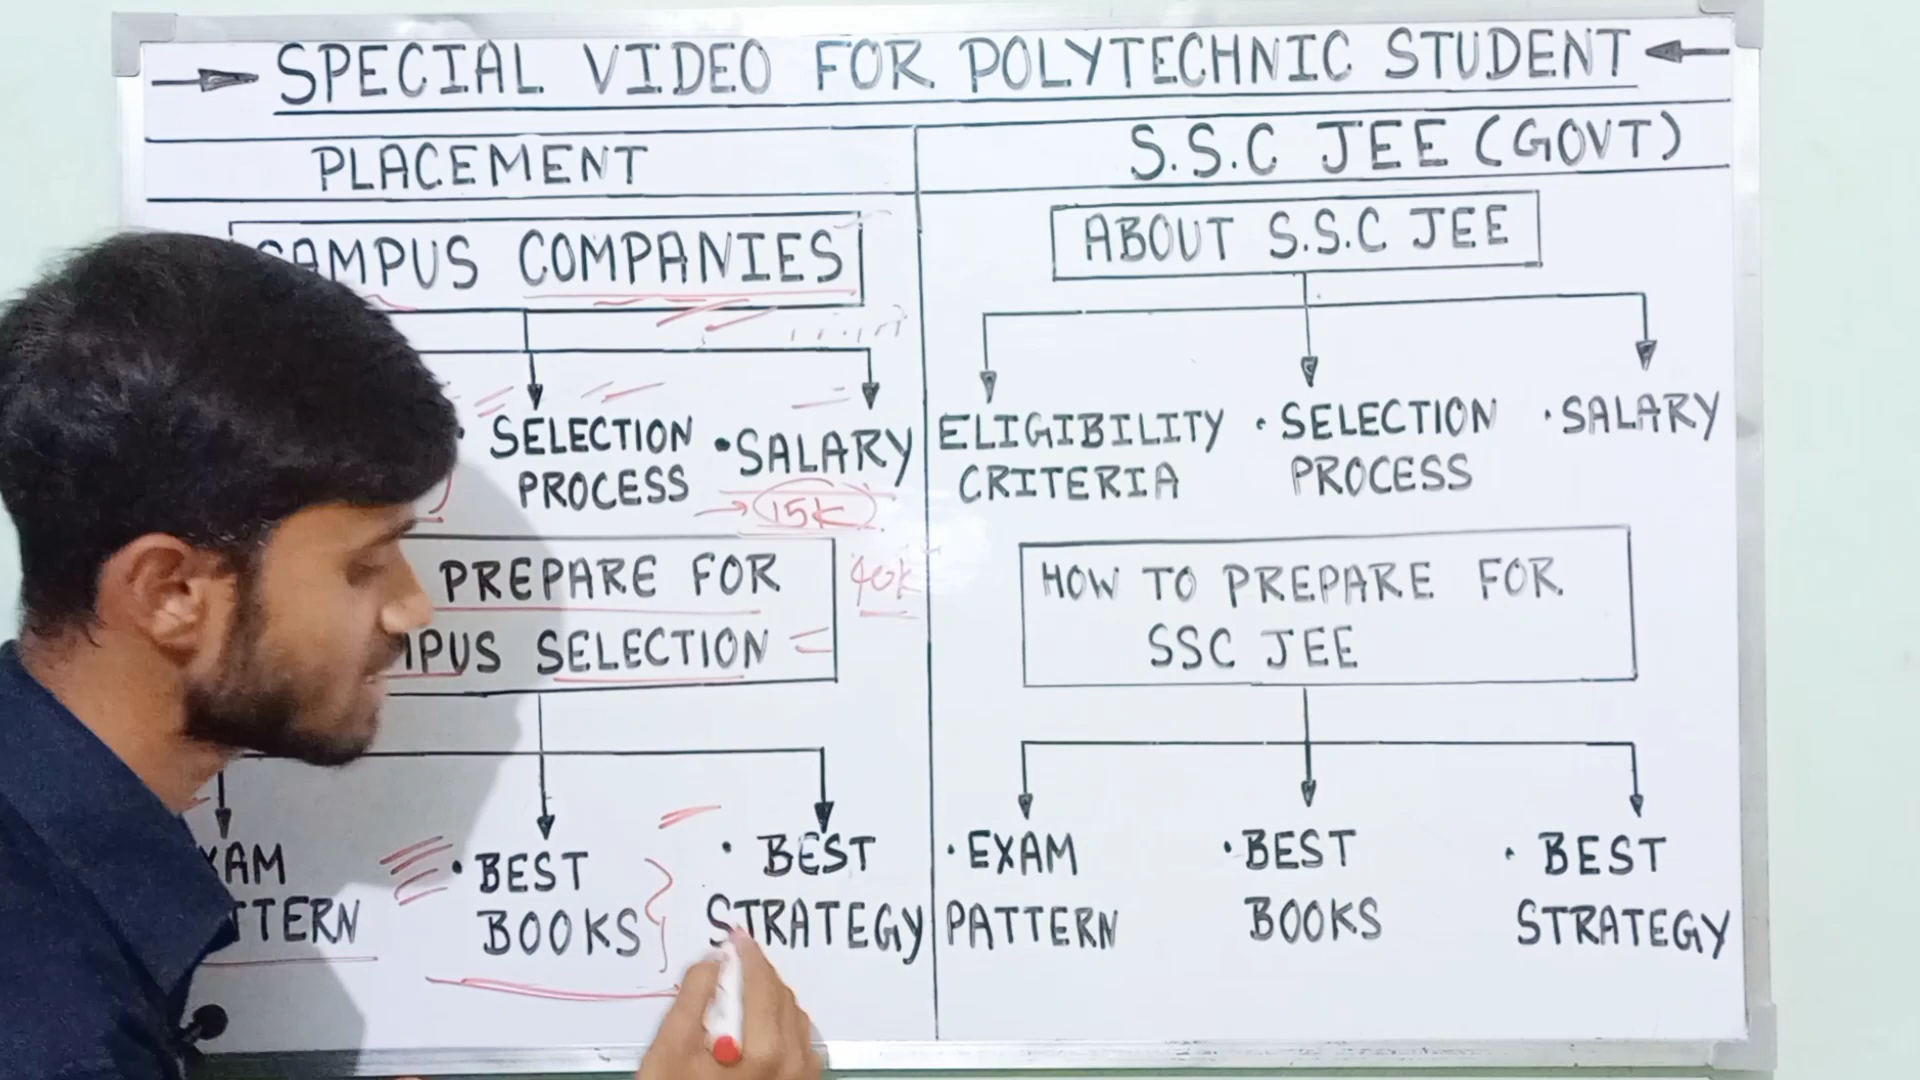 SPECIAL VIDEO FOR POLYTECHNIC STUDENT
PLACEMENT
CAMPUS COMPANIES
• SELECTION
PROCESS
• SALARY
→ 15K
40K
PREPARE FOR
MPUS SELECTION
XAM
TTERN
• BEST
BOOKS
• BEST
STRATEGY
S.S.C JEE (GOVT)
ABOUT S.S.C JEE
ELIGIBILITY
CRITERIA
• SELECTION
PROCESS
• SALARY
HOW TO PREPARE FOR
SSC JEE
• EXAM
PATTERN
• BEST
BOOKS
• BEST
STRATEGY